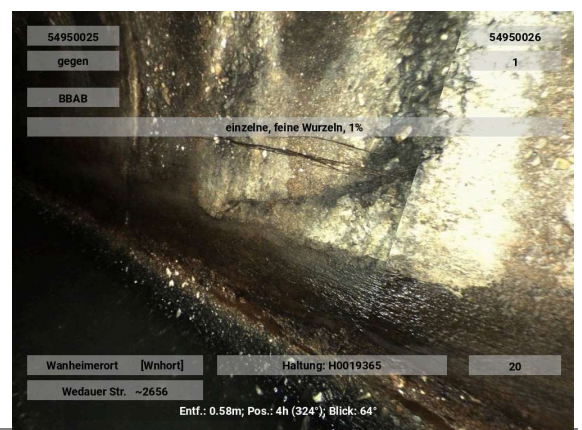 54950025 54950026
gegen 1
BBAB
einzelne, feine Wurzeln, 1%
Wanheimerort [Wnhort] Haltung: H0019365 20
Wedauer Str. ~2656
Entf.: 0.58m; Pos.: 4h (324°); Blick: 64°